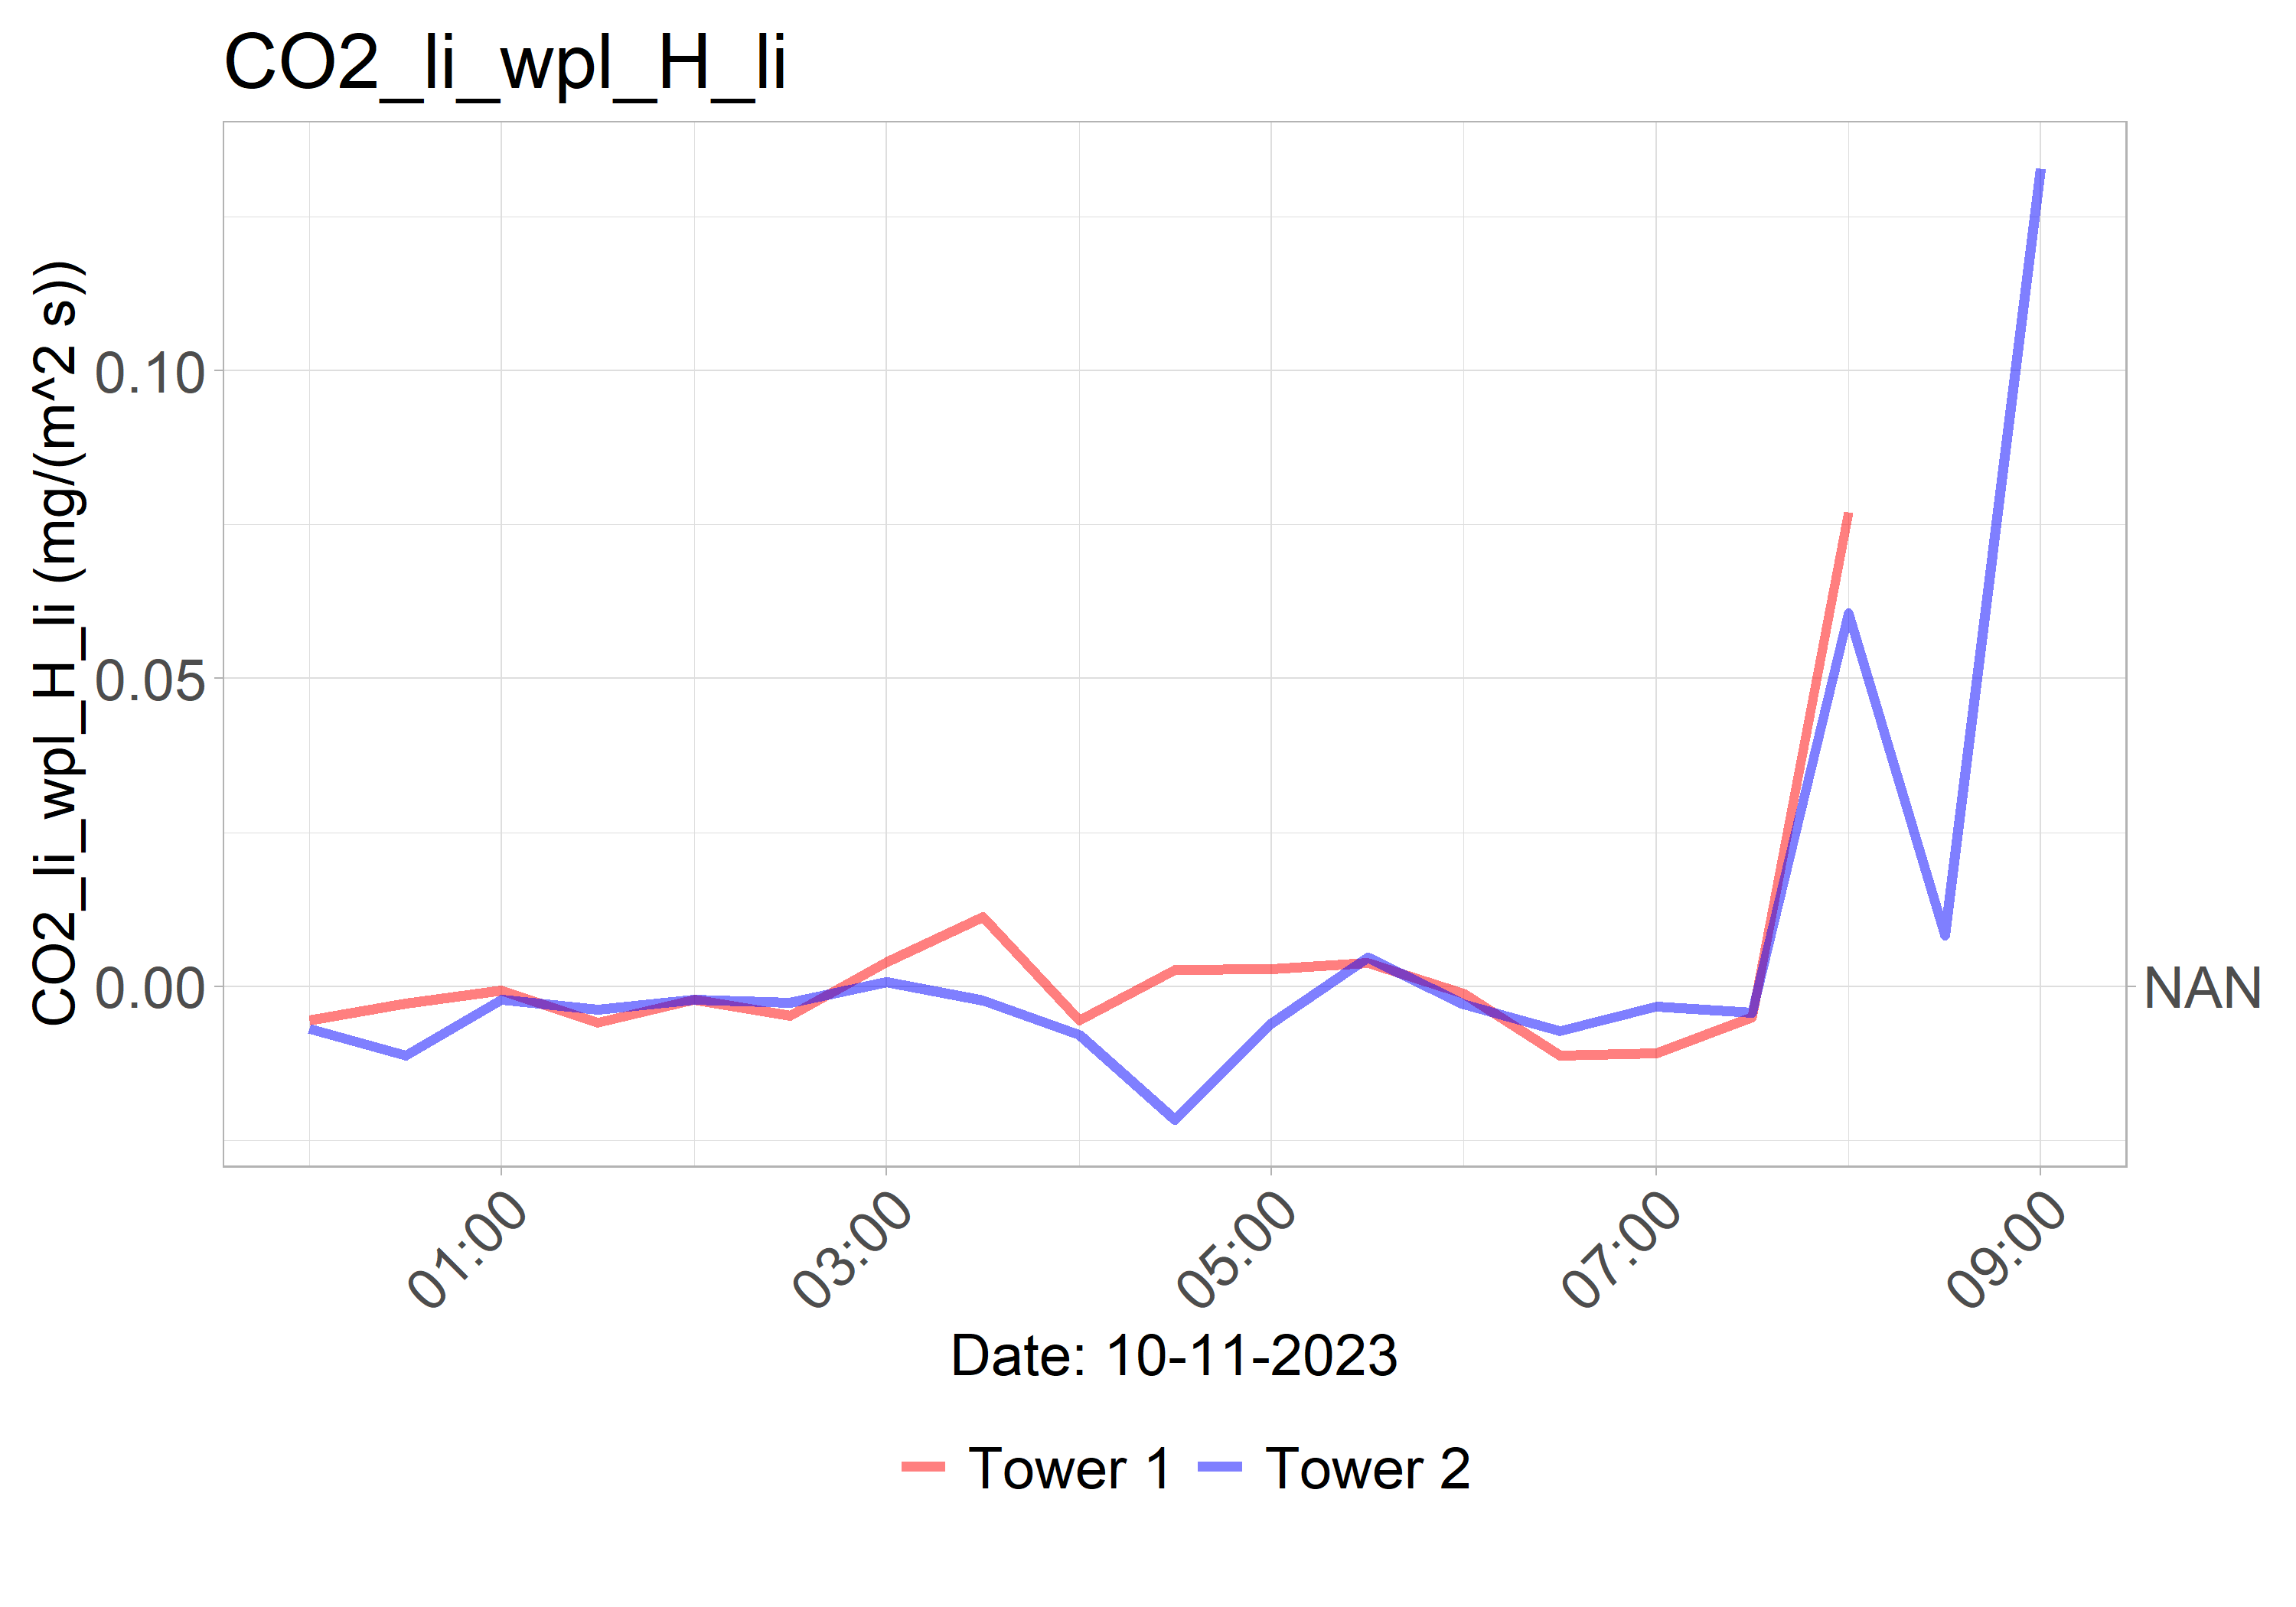 CO2_li_wpl_H_li
CO2_li_wpl_H_li (mg/(m^2 s))
0.10
0.05
0.00
NAN
01:00
03:00
05:00
07:00
09:00
Date: 10-11-2023
Tower 1
Tower 2